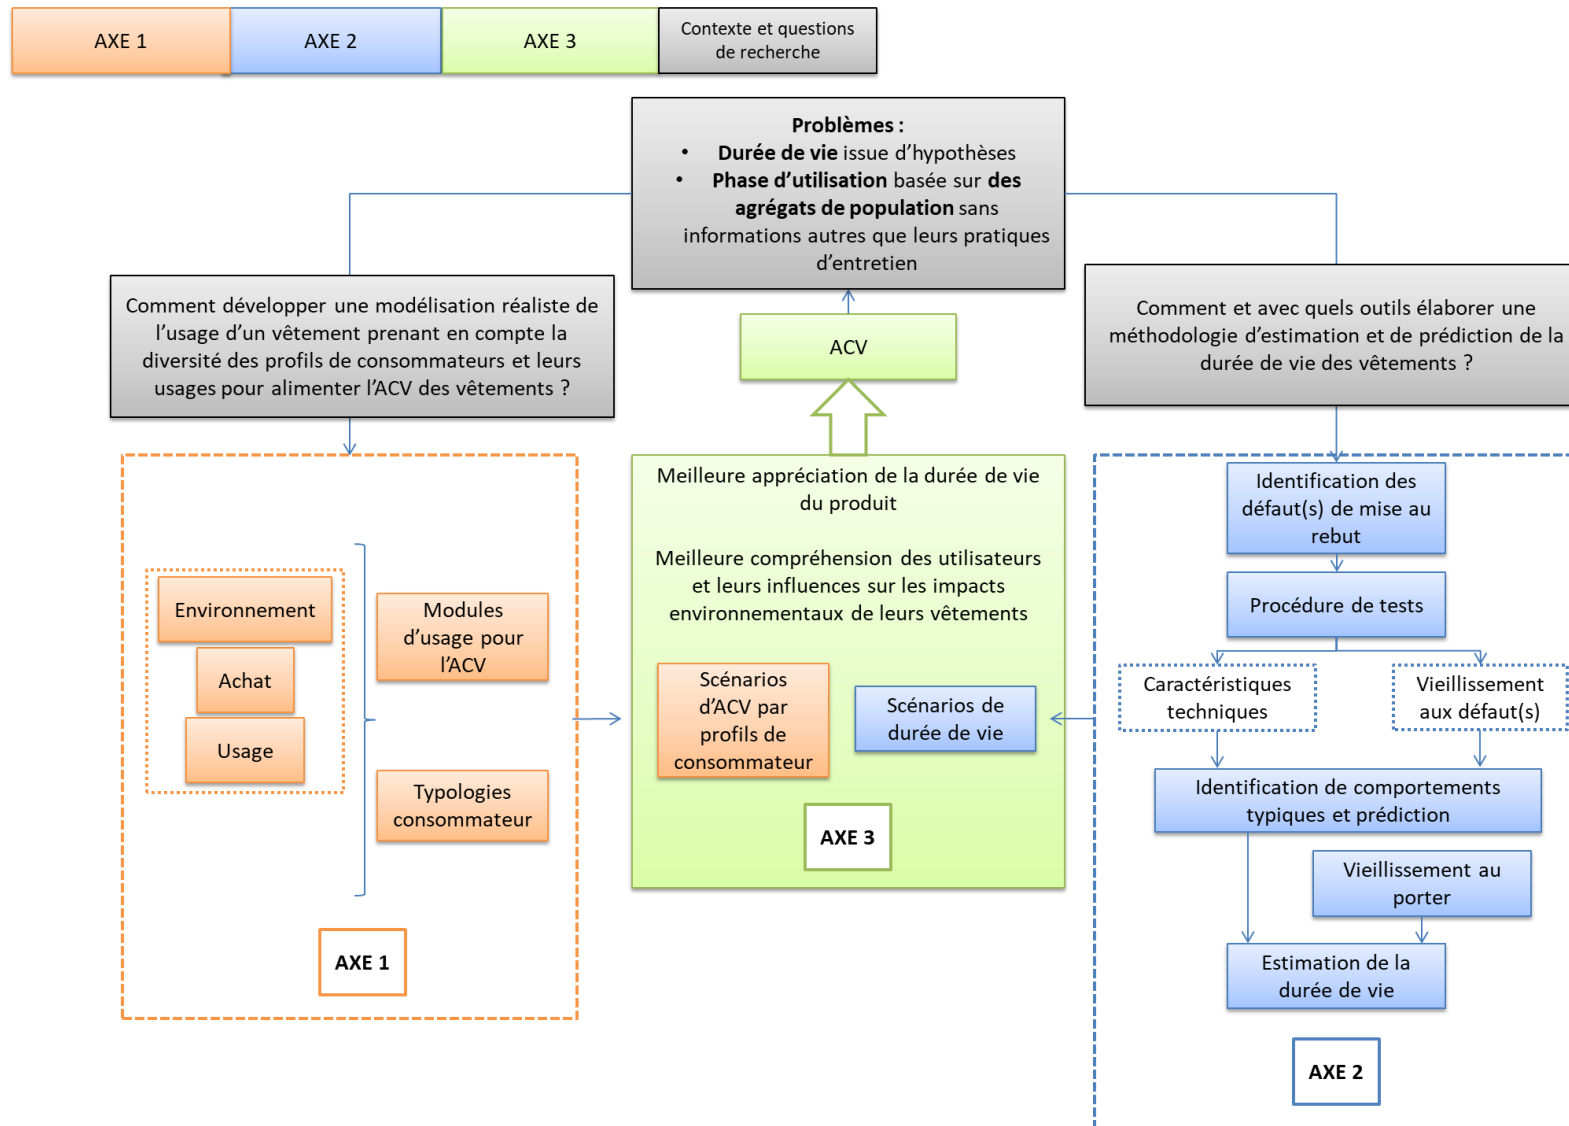 AXE 1
AXE 2
AXE 3
Contexte et questions
de recherche
Problèmes :
• Durée de vie issue d’hypothèses
• Phase d’utilisation basée sur des
agrégats de population sans
informations autres que leurs pratiques
d’entretien
Comment développer une modélisation réaliste de
l’usage d’un vêtement prenant en compte la
diversité des profils de consommateurs et leurs
usages pour alimenter l’ACV des vêtements ?
ACV
Comment et avec quels outils élaborer une
méthodologie d’estimation et de prédiction de la
durée de vie des vêtements ?
Environnement
Achat
Usage
Modules
d’usage pour
l’ACV
Typologies
consommateur
AXE 1
Meilleure appréciation de la durée de vie
du produit
Meilleure compréhension des utilisateurs
et leurs influences sur les impacts
environnementaux de leurs vêtements
Scénarios
d’ACV par
profils de
consommateur
Scénarios de
durée de vie
AXE 3
Identification des
défaut(s) de mise au
rebut
Procédure de tests
Caractéristiques
techniques
Vieillissement
aux défaut(s)
Identification de comportements
typiques et prédiction
Vieillissement au
porter
Estimation de la
durée de vie
AXE 2